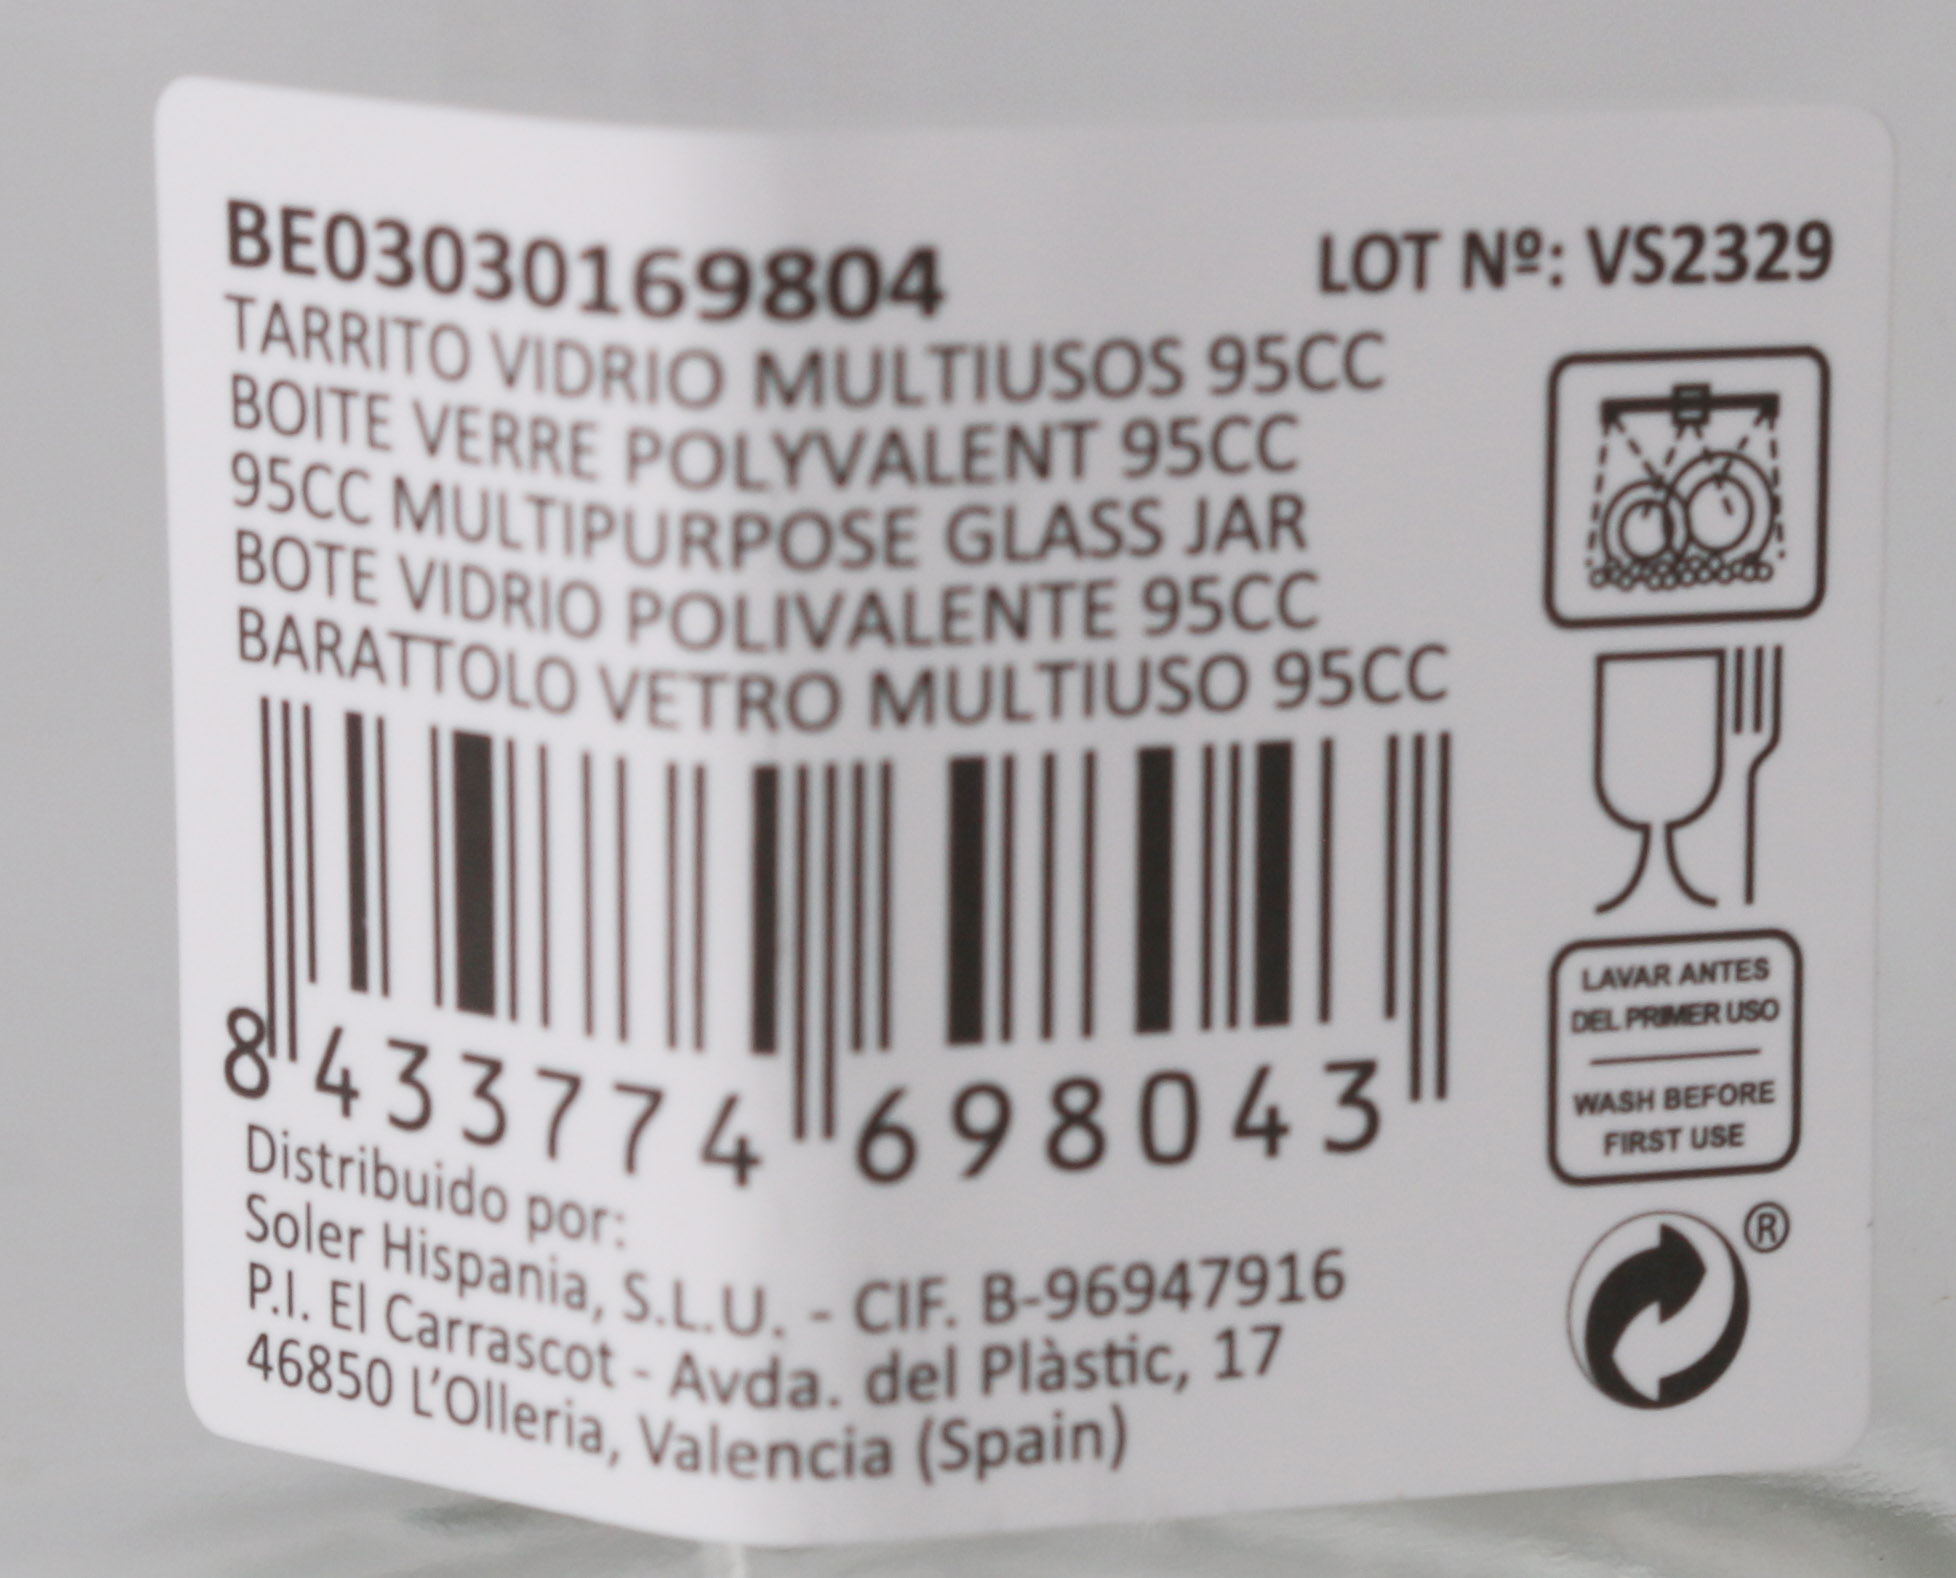 BE03030169804
LOT Nº: VS2329
TARRITO VIDRIO MULTIUSOS 95CC
BOITE VERRE POLYVALENT 95CC
95CC MULTIPURPOSE GLASS JAR
BOTE VIDRIO POLIVALENTE 95CC
BARATTOLO VETRO MULTIUSO 95CC
8 433774 698043
Distribuido por:
Soler Hispania, S.L.U. - CIF. B-96947916
P.I. El Carrascot - Avda. del Plàstic, 17
46850 L'Olleria, Valencia (Spain)
LAVAR ANTES
DEL PRIMER USO
WASH BEFORE
FIRST USE
®